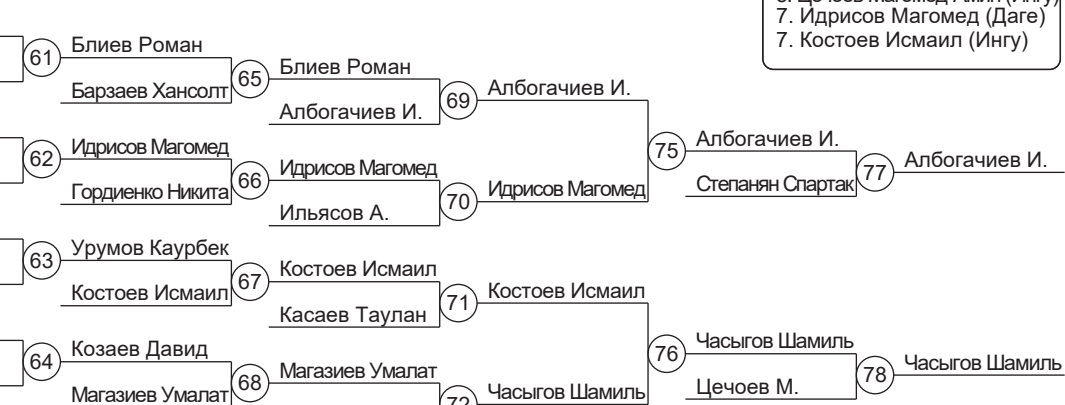 7. Идрисов Магомед (Даге)
7. Костоев Исмаил (Ингу)
61
Блиев Роман
Барзаев Хансолт
65
Блиев Роман
Албогачиев И.
69
Албогачиев И.
62
Идрисов Магомед
Гордиенко Никита
66
Идрисов Магомед
Ильясов А.
70
Идрисов Магомед
75
Албогачиев И.
Степанян Спартак
77
Албогачиев И.
63
Урумов Каурбек
Костоев Исмаил
67
Костоев Исмаил
Касаев Таулан
71
Костоев Исмаил
64
Козаев Давид
Магазиев Умалат
68
Магазиев Умалат
72
Часыгов Шамиль
76
Часыгов Шамиль
Цечоев М.
78
Часыгов Шамиль